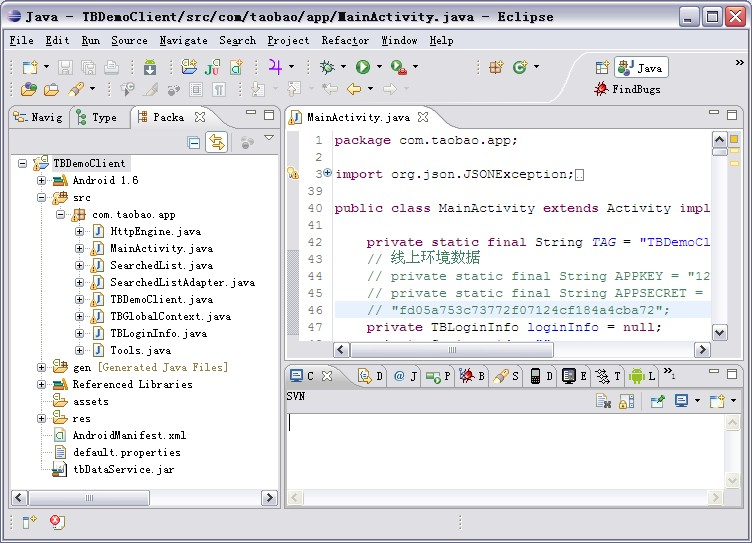 Java - TBDemoClient/src/com/taobao/app/MainActivity.java - Eclipse
File Edit Run Source Navigate Search Project Refactor Window Help
Java
FindBugs
Navig Type Packa
TBDemoClient
Android 1.6
src
com.taobao.app
HttpEngine.java
MainActivity.java
SearchedList.java
SearchedListAdapter.java
TBDemoClient.java
TBGlobalContext.java
TBLoginInfo.java
Tools.java
gen [Generated Java Files]
Referenced Libraries
assets
res
AndroidManifest.xml
default.properties
tbDataService.jar
MainActivity.java
1 package com.taobao.app;
2
3 import org.json.JSONException;
39
40 public class MainActivity extends Activity impl
41
42 private static final String TAG = "TBDemoCl
43 // 线上环境数据
44 // private static final String APPKEY = "12
45 // private static final String APPSECRET =
46 // "fd05a753c73772f07124cf184a4cba72";
47 private TBLoginInfo loginInfo = null;
C D @ J P B S D E T L »1
SVN